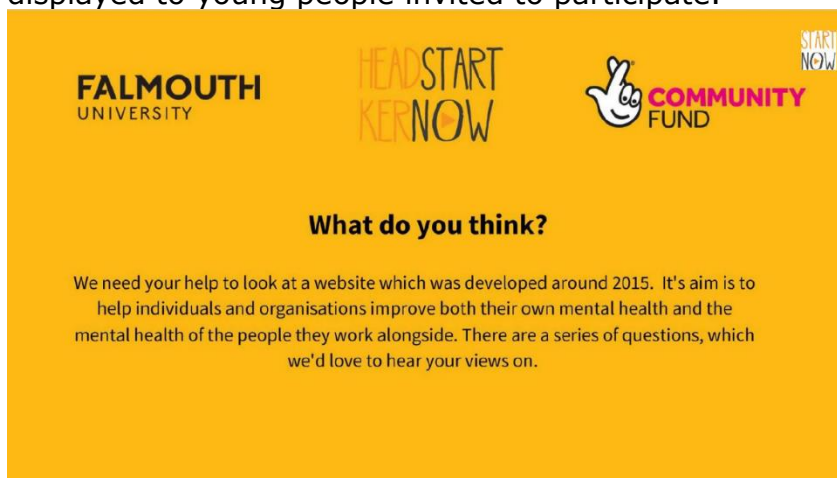 displayed to young people invited to participate.
START
NOW
FALMOUTH
UNIVERSITY
HEADSTART
KERNOW
COMMUNITY
FUND
What do you think?
We need your help to look at a website which was developed around 2015. It's aim is to
help individuals and organisations improve both their own mental health and the
mental health of the people they work alongside. There are a series of questions, which
we'd love to hear your views on.